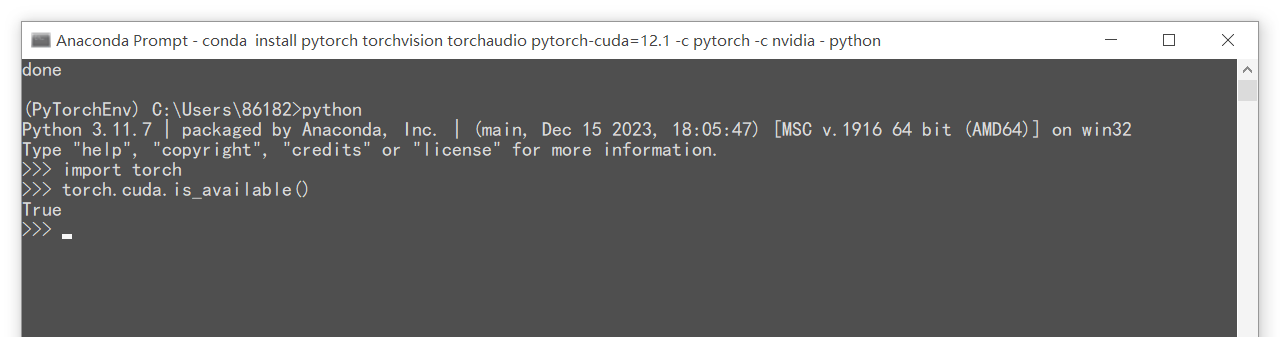 Anaconda Prompt - conda  install pytorch torchvision torchaudio pytorch-cuda=12.1 -c pytorch -c nvidia - python
done
(PyTorchEnv) C:\Users\86182>python
Python 3.11.7 | packaged by Anaconda, Inc. | (main, Dec 15 2023, 18:05:47) [MSC v.1916 64 bit (AMD64)] on win32
Type "help", "copyright", "credits" or "license" for more information.
>>> import torch
>>> torch.cuda.is_available()
True
>>>